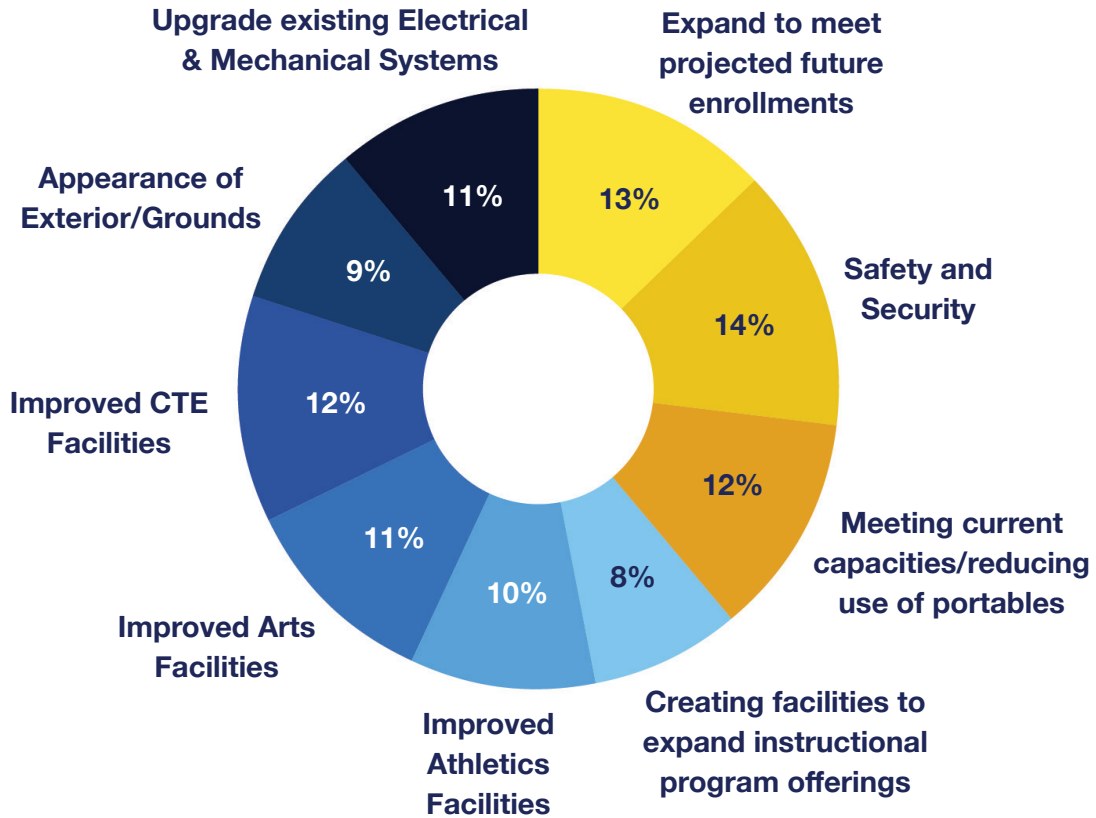 Upgrade existing Electrical
& Mechanical Systems
Expand to meet
projected future
enrollments
Appearance of
Exterior/Grounds
11%
13%
9%
Safety and
Security
14%
Improved CTE
Facilities
12%
12%
Meeting current
capacities/reducing
use of portables
11%
10%
8%
Improved Arts
Facilities
Improved
Athletics
Facilities
Creating facilities to
expand instructional
program offerings